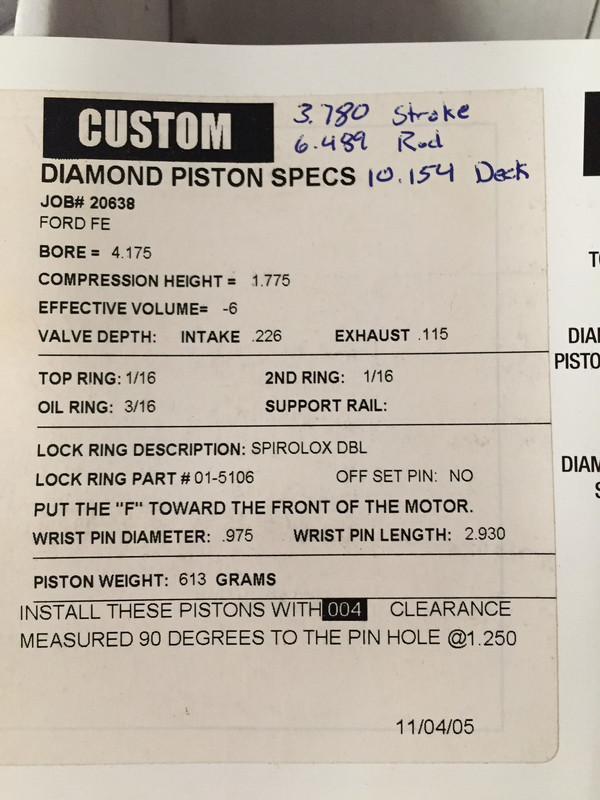 CUSTOM
3.780 Stroke
6.489 Rod
DIAMOND PISTON SPECS 10.154 Deck
JOB# 20638
FORD FE
BORE = 4.175
COMPRESSION HEIGHT = 1.775
EFFECTIVE VOLUME= -6
VALVE DEPTH: INTAKE .226 EXHAUST .115
TOP RING: 1/16 2ND RING: 1/16
OIL RING: 3/16 SUPPORT RAIL:
LOCK RING DESCRIPTION: SPIROLOX DBL
LOCK RING PART # 01-5106 OFF SET PIN: NO
PUT THE "F" TOWARD THE FRONT OF THE MOTOR.
WRIST PIN DIAMETER: .975 WRIST PIN LENGTH: 2.930
PISTON WEIGHT: 613 GRAMS
INSTALL THESE PISTONS WITH 004 CLEARANCE
MEASURED 90 DEGREES TO THE PIN HOLE @1.250
11/04/05